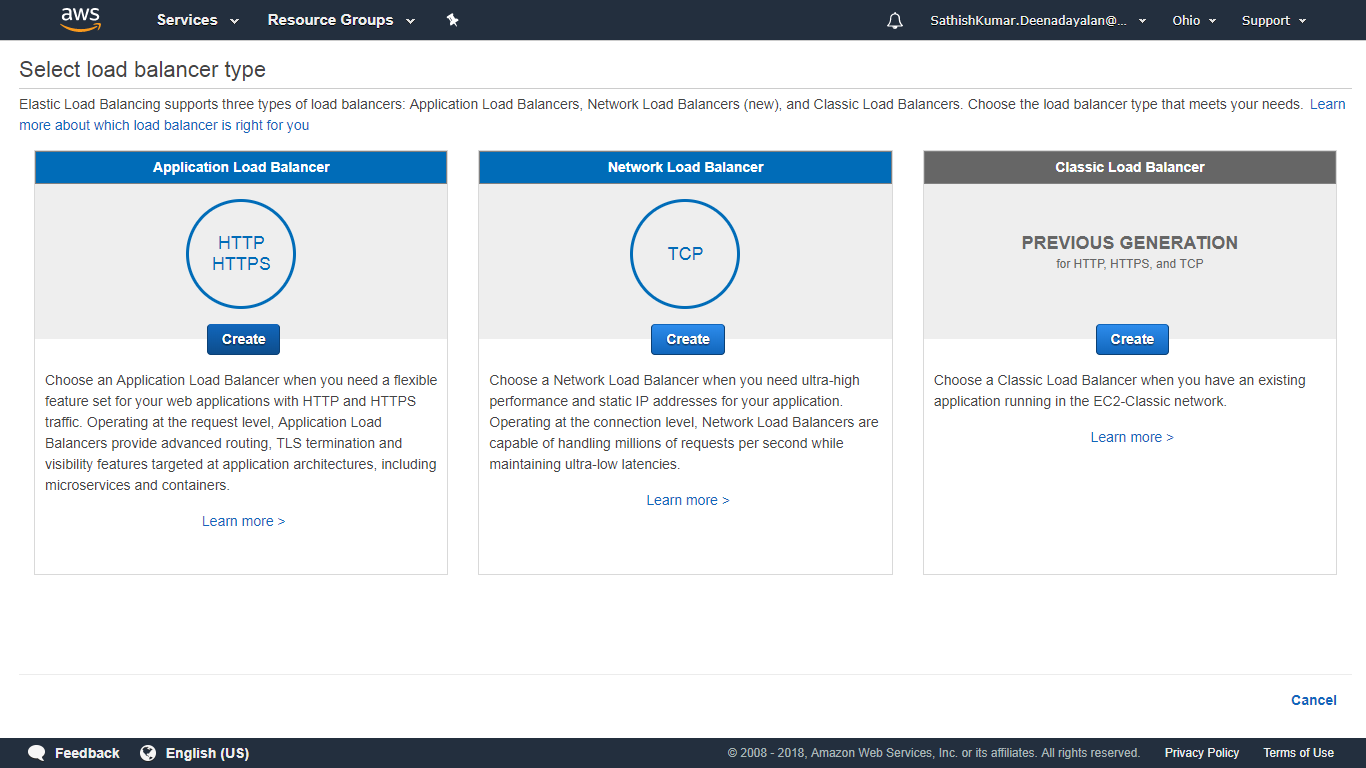 aws
Services
Resource Groups
SathishKumar.Deenadayalan@...
Ohio
Support
Select load balancer type
Elastic Load Balancing supports three types of load balancers: Application Load Balancers, Network Load Balancers (new), and Classic Load Balancers. Choose the load balancer type that meets your needs. Learn
more about which load balancer is right for you
Application Load Balancer
HTTP
HTTPS
Create
Choose an Application Load Balancer when you need a flexible
feature set for your web applications with HTTP and HTTPS
traffic. Operating at the request level, Application Load
Balancers provide advanced routing, TLS termination and
visibility features targeted at application architectures, including
microservices and containers.
Learn more >
Network Load Balancer
TCP
Create
Choose a Network Load Balancer when you need ultra-high
performance and static IP addresses for your application.
Operating at the connection level, Network Load Balancers are
capable of handling millions of requests per second while
maintaining ultra-low latencies.
Learn more >
Classic Load Balancer
PREVIOUS GENERATION
for HTTP, HTTPS, and TCP
Create
Choose a Classic Load Balancer when you have an existing
application running in the EC2-Classic network.
Learn more >
Cancel
Feedback
English (US)
© 2008 - 2018, Amazon Web Services, Inc. or its affiliates. All rights reserved.
Privacy Policy
Terms of Use